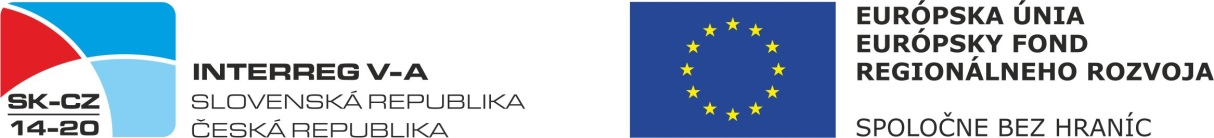 SK-CZ
14-20
INTERREG V-A
SLOVENSKÁ REPUBLIKA
ČESKÁ REPUBLIKA
EURÓPSKA ÚNIA
EURÓPSKY FOND
REGIONÁLNEHO ROZVOJA
SPOLOČNE BEZ HRANÍC